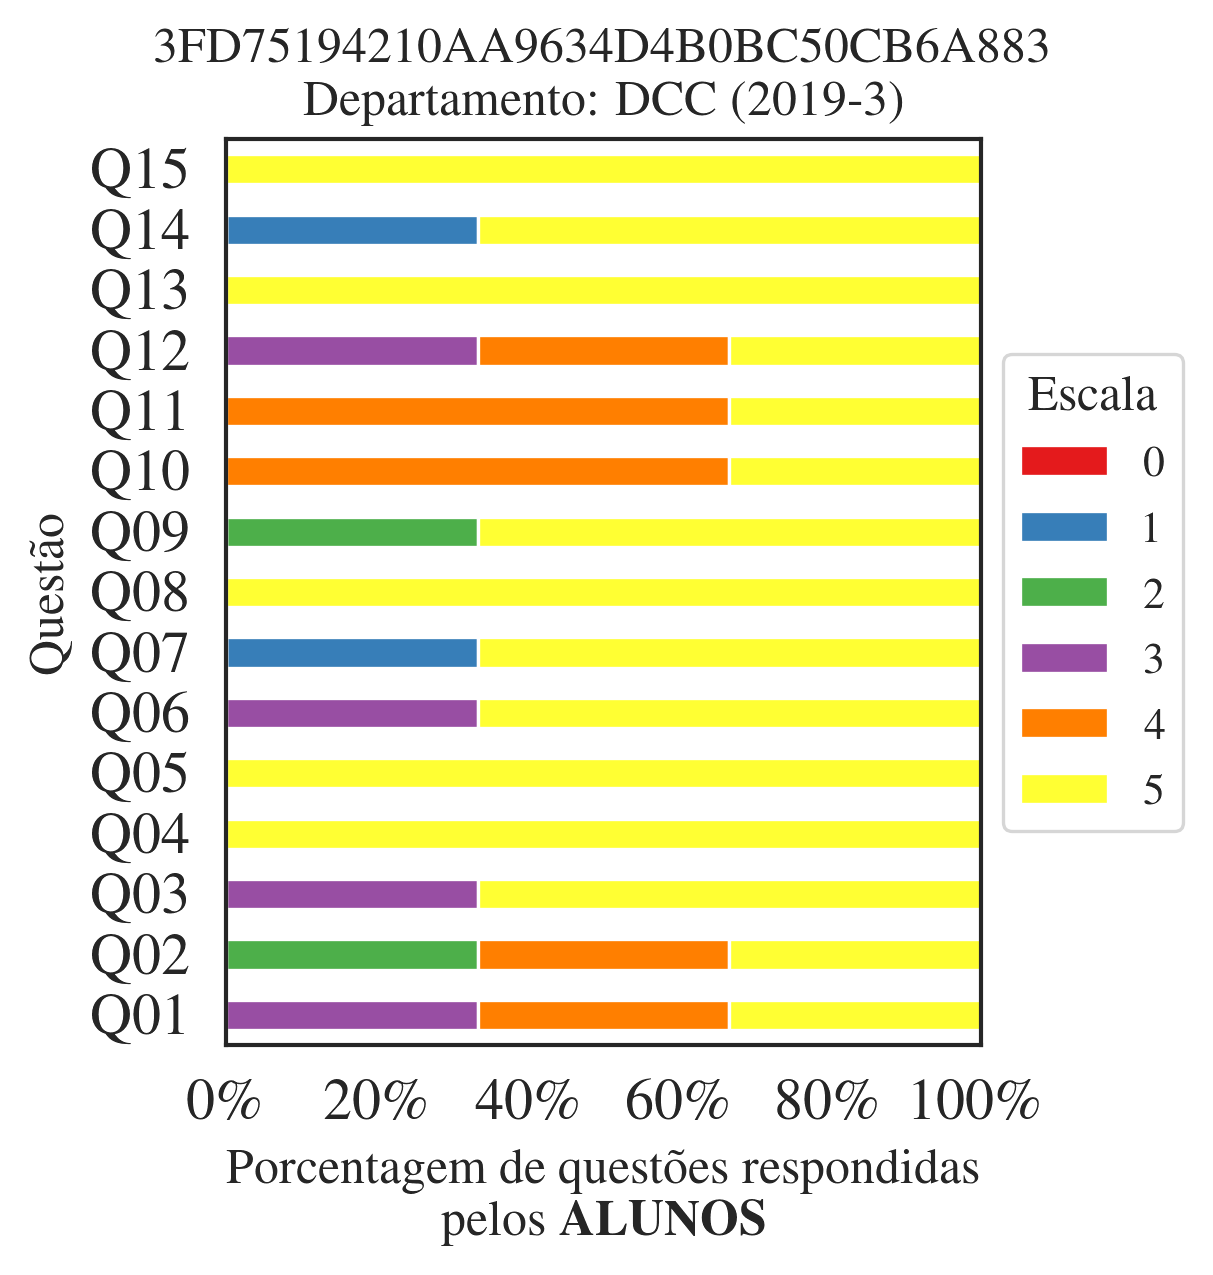 3FD75194210AA9634D4B0BC50CB6A883
Departamento: DCC (2019-3)
Q15
Q14
Q13
Q12
Q11
Q10
Q09
Q08
Q07
Q06
Q05
Q04
Q03
Q02
Q01
Questão
0% 20% 40% 60% 80% 100%
Porcentagem de questões respondidas
pelos ALUNOS
Escala
0
1
2
3
4
5